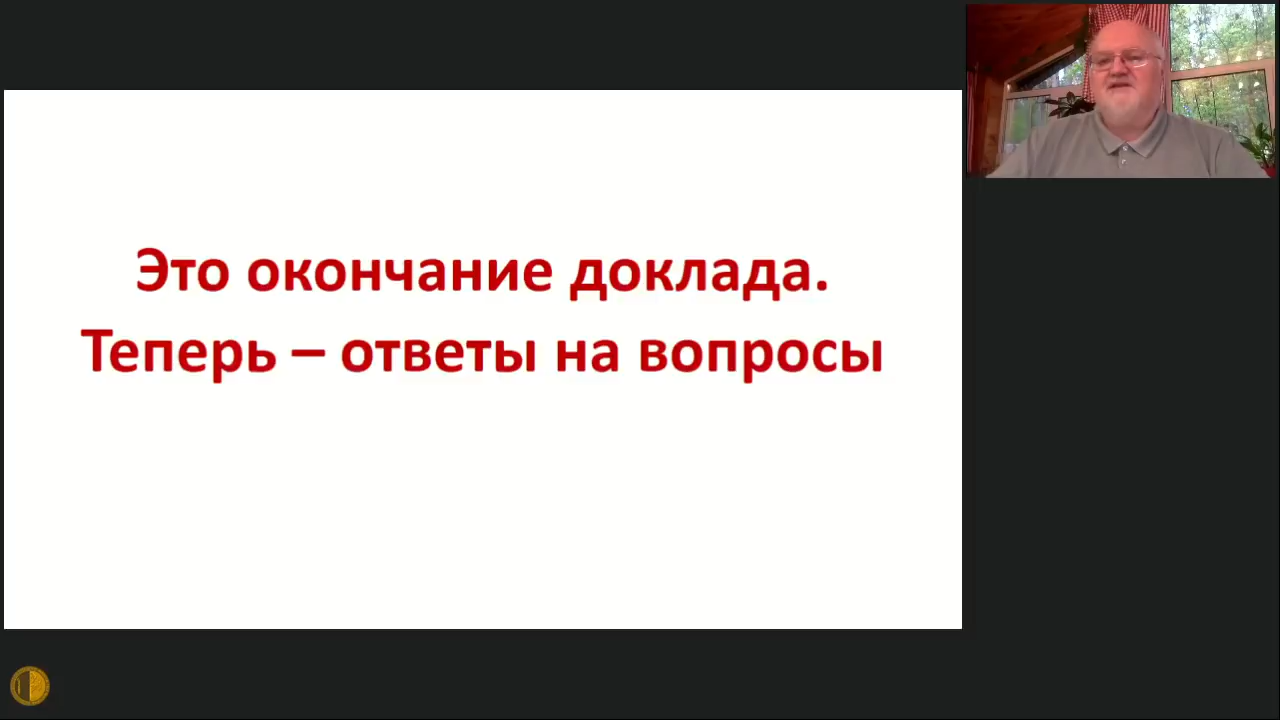 Это окончание доклада.
Теперь – ответы на вопросы